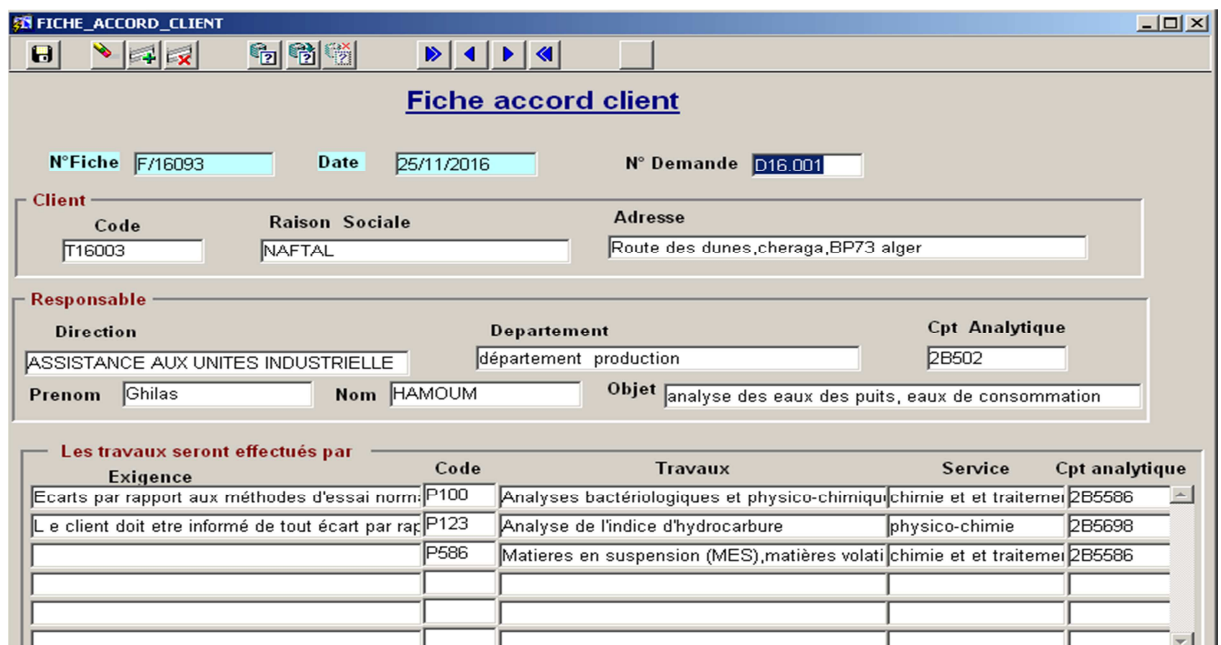 FICHE_ACCORD_CLIENT
Fiche accord client
N°Fiche F/16093 Date 25/11/2016 N° Demande D16.001
Client
Code Raison Sociale Adresse
T16003 NAFTAL Route des dunes,cheraga,BP73 alger
Responsable
Direction Departement Cpt Analytique
ASSISTANCE AUX UNITES INDUSTRIELLE département production 2B502
Prenom Ghilas Nom HAMOUM Objet analyse des eaux des puits, eaux de consommation
Les travaux seront effectués par
Exigence Code Travaux Service Cpt analytique
Ecarts par rapport aux méthodes d'essai norm P100 Analyses bactériologiques et physico-chimiqu chimie et et traitemer 2B5586
L e client doit etre informé de tout écart par rap P123 Analyse de l'indice d'hydrocarbure physico-chimie 2B5698
P586 Matieres en suspension (MES),matières volati chimie et et traitemer 2B5586